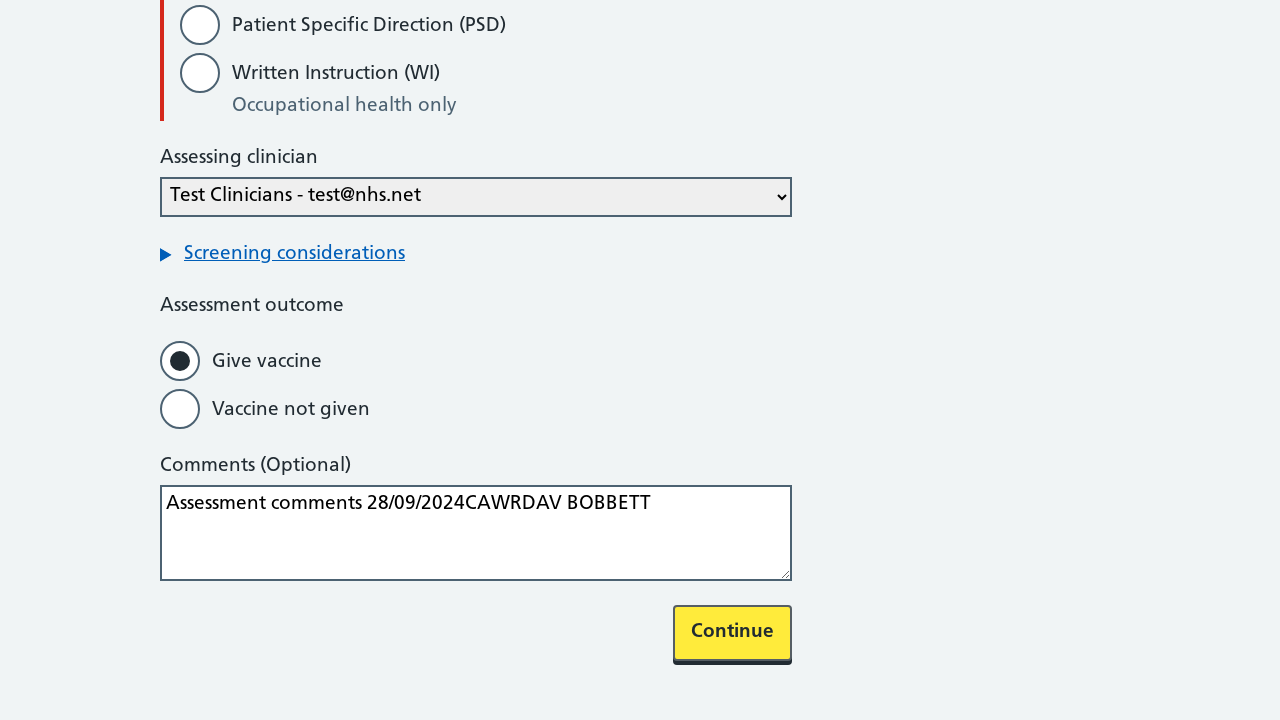 Patient Specific Direction (PSD)
Written Instruction (WI)
Occupational health only
Assessing clinician
Test Clinicians - test@nhs.net
Screening considerations
Assessment outcome
Give vaccine
Vaccine not given
Comments (Optional)
Assessment comments 28/09/2024CAWRDAV BOBBETT
Continue